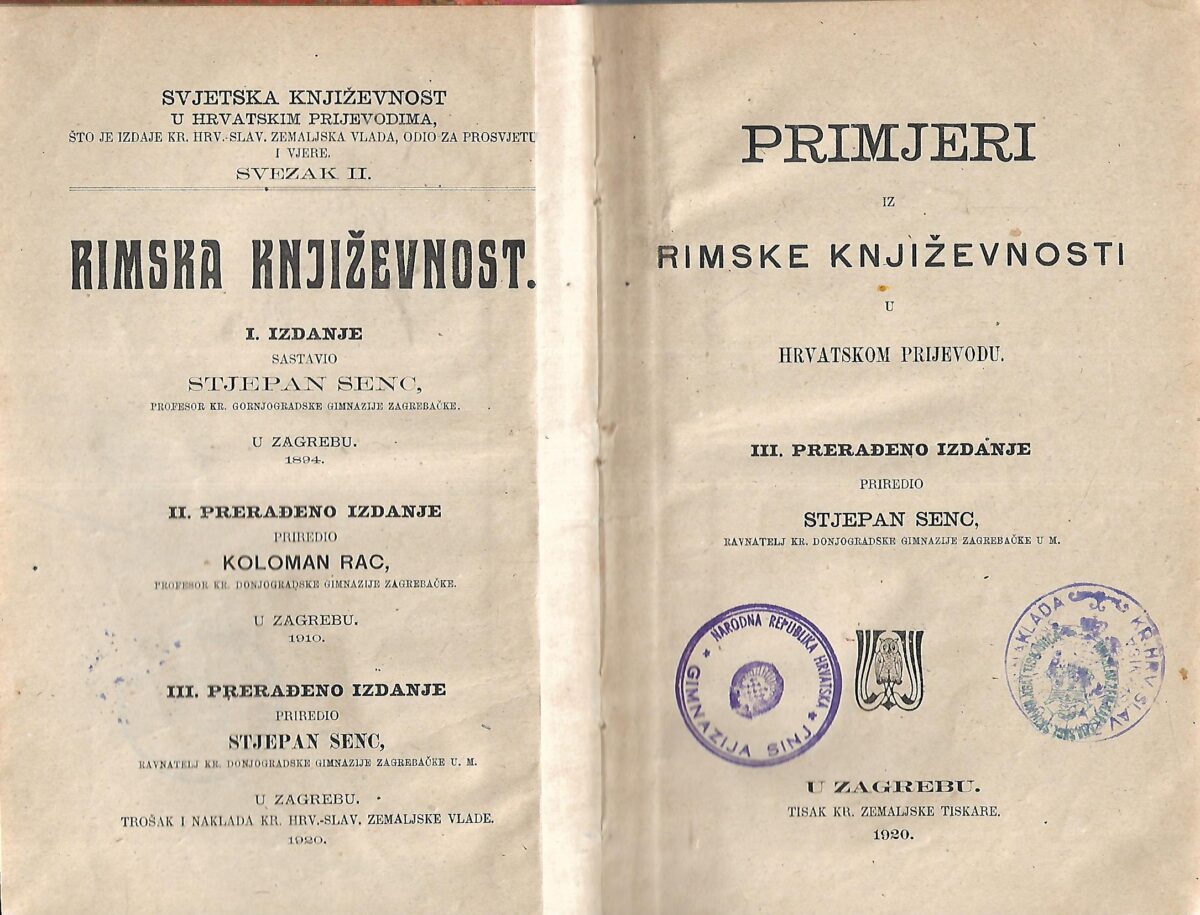 SVJETSKA KNJIŽEVNOST
U HRVATSKIM PRIJEVODIMA,
ŠTO JE IZDAJE KR. HRV.-SLAV. ZEMALJSKA VLADA, ODIO ZA PROSVJETU
I VJERE.
SVEZAK II.
RIMSKA KNJIŽEVNOST.
I. IZDANJE
SASTAVIO
STJEPAN SENC,
PROFESOR KR. GORNJOGRADSKE GIMNAZIJE ZAGREBAČKE.
U ZAGREBU.
1894.
II. PRERAĐENO IZDANJE
PRIREDIO
KOLOMAN RAC,
PROFESOR KR. DONJOGRADSKE GIMNAZIJE ZAGREBAČKE.
U ZAGREBU.
1910.
III. PRERAĐENO IZDANJE
PRIREDIO
STJEPAN SENC,
RAVNATELJ KR. DONJOGRADSKE GIMNAZIJE ZAGREBAČKE U. M.
U ZAGREBU.
TROŠAK I NAKLADA KR. HRV.-SLAV. ZEMALJSKE VLADE.
1920.
PRIMJERI
IZ
RIMSKE KNJIŽEVNOSTI
U
HRVATSKOM PRIJEVODU.
III. PRERAĐENO IZDANJE
PRIREDIO
STJEPAN SENC,
RAVNATELJ KR. DONJOGRADSKE GIMNAZIJE ZAGREBAČKE U M.
NARODNA REPUBLIKA HRVATSKA
GIMNAZIJA SINJ
NAKLADA KR. HRV. SLAV.
U ZAGREBU.
TISAK KR. ZEMALJSKE TISKARE.
1920.